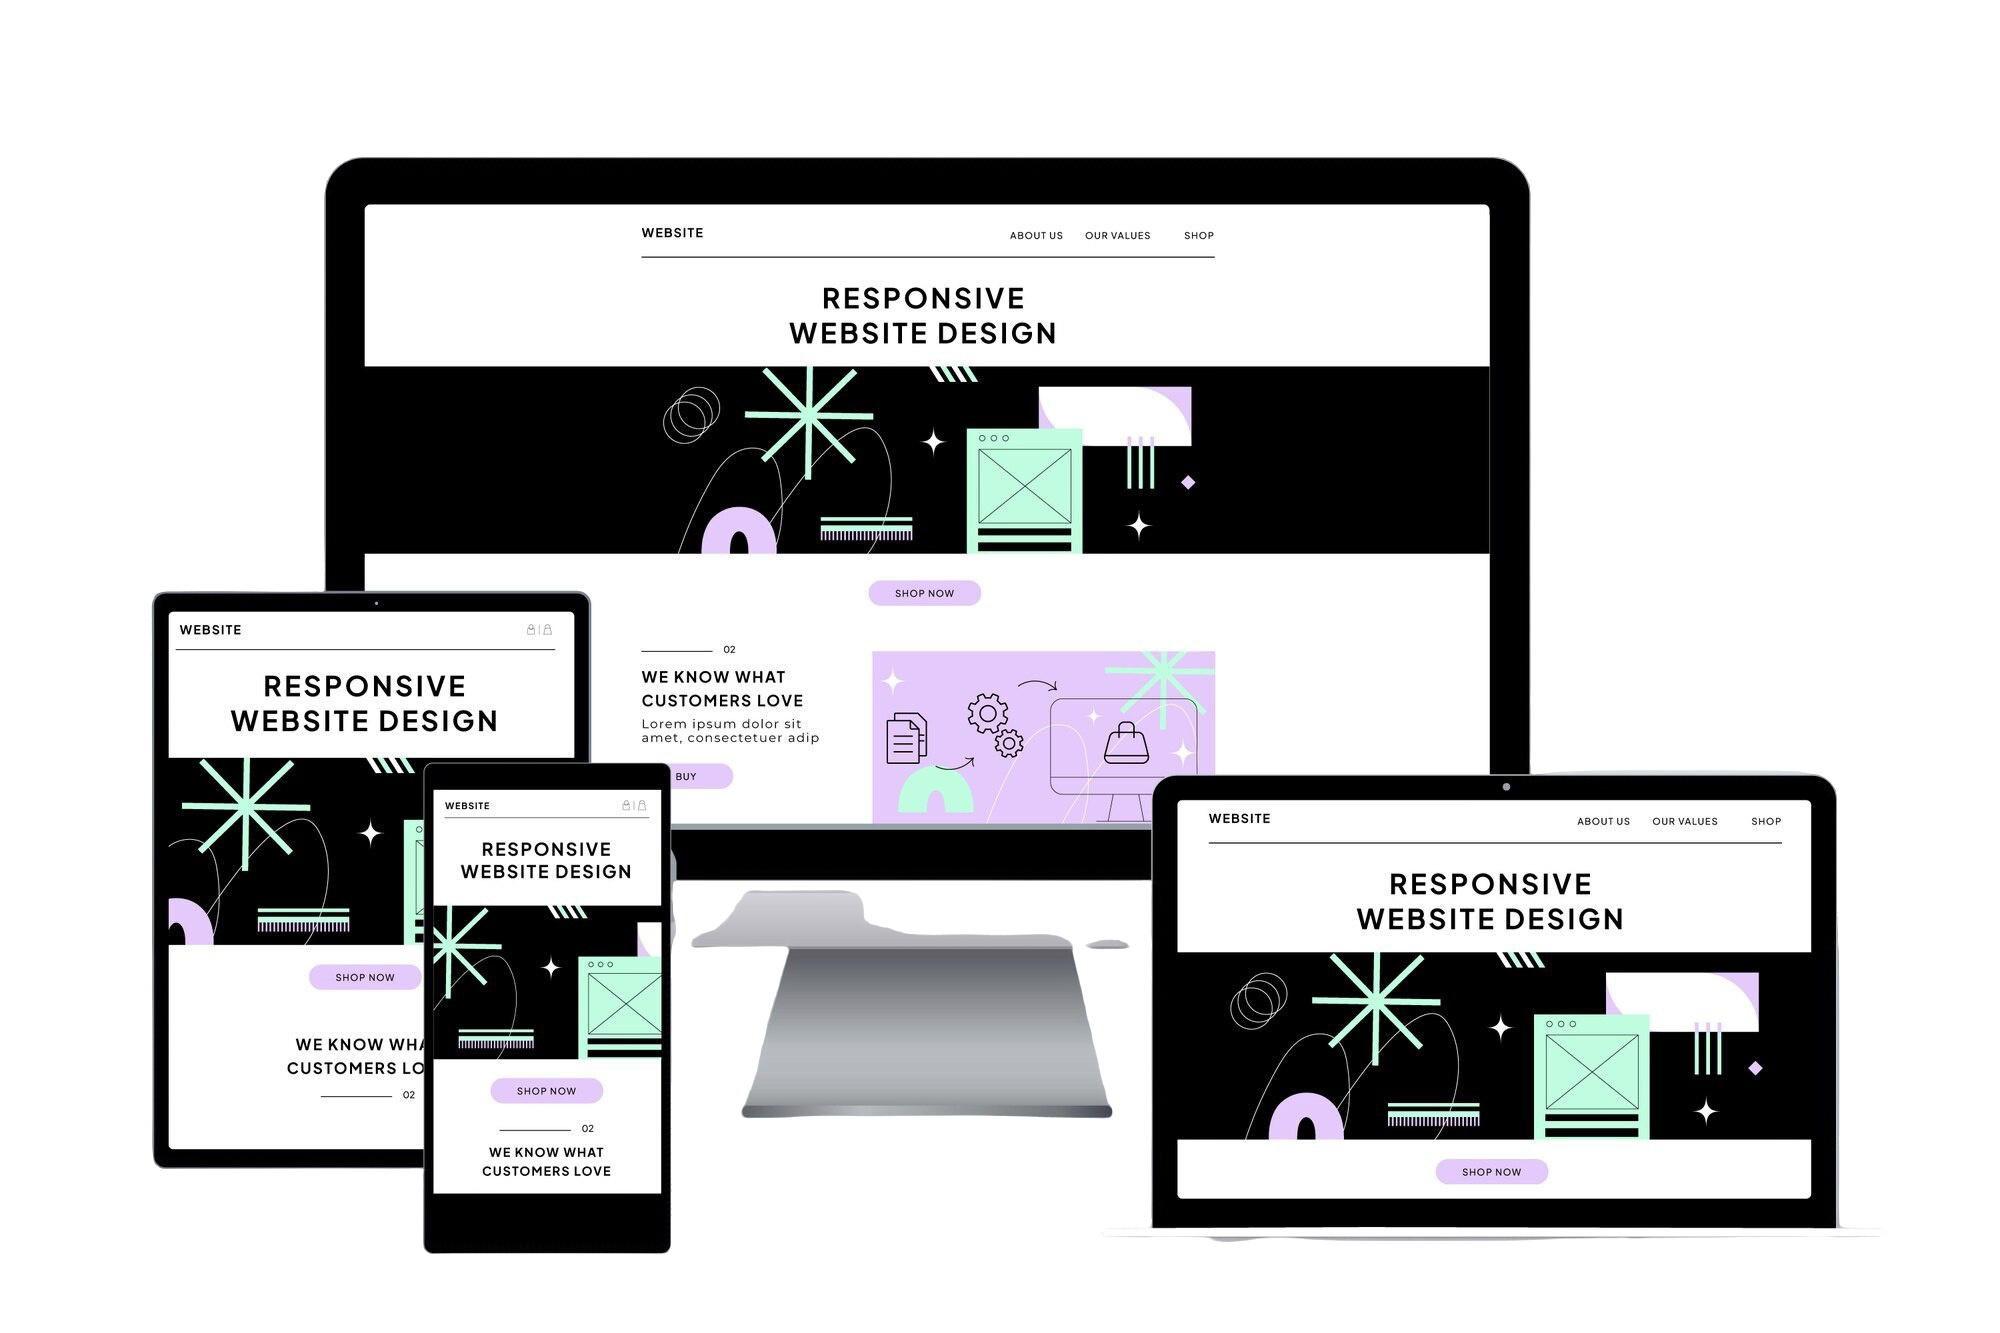 WEBSITE
ABOUT US OUR VALUES SHOP
RESPONSIVE
WEBSITE DESIGN
SHOP NOW
02
WE KNOW WHAT
CUSTOMERS LOVE
Lorem ipsum dolor sit
amet, consectetuer adip
BUY
WEBSITE
RESPONSIVE
WEBSITE DESIGN
SHOP NOW
WE KNOW WHA
CUSTOMERS LO
02
WEBSITE
RESPONSIVE
WEBSITE DESIGN
SHOP NOW
02
WE KNOW WHAT
CUSTOMERS LOVE
WEBSITE
ABOUT US OUR VALUES SHOP
RESPONSIVE
WEBSITE DESIGN
SHOP NOW